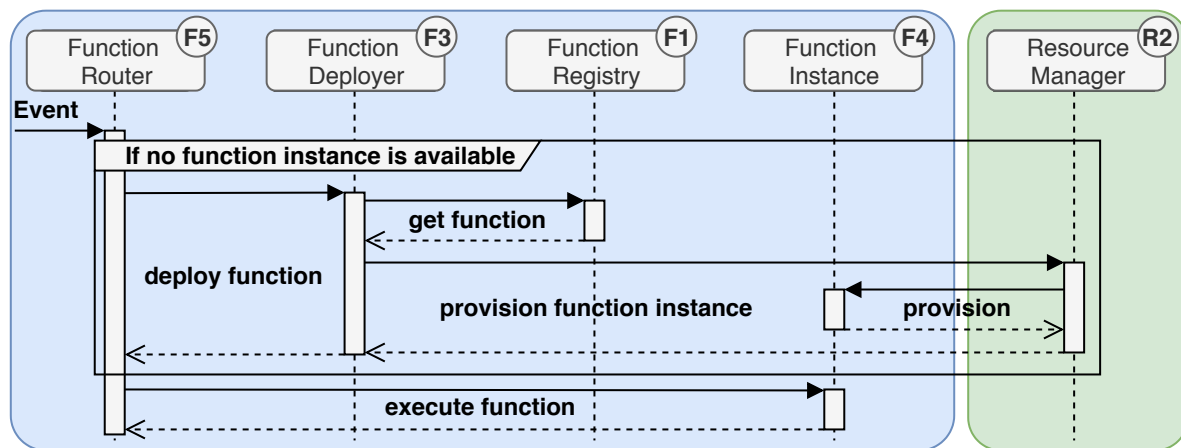 Function
Router
F5
Function
Deployer
F3
Function
Registry
F1
Function
Instance
F4
Resource
Manager
R2
Event
If no function instance is available
get function
deploy function
provision function instance
provision
execute function